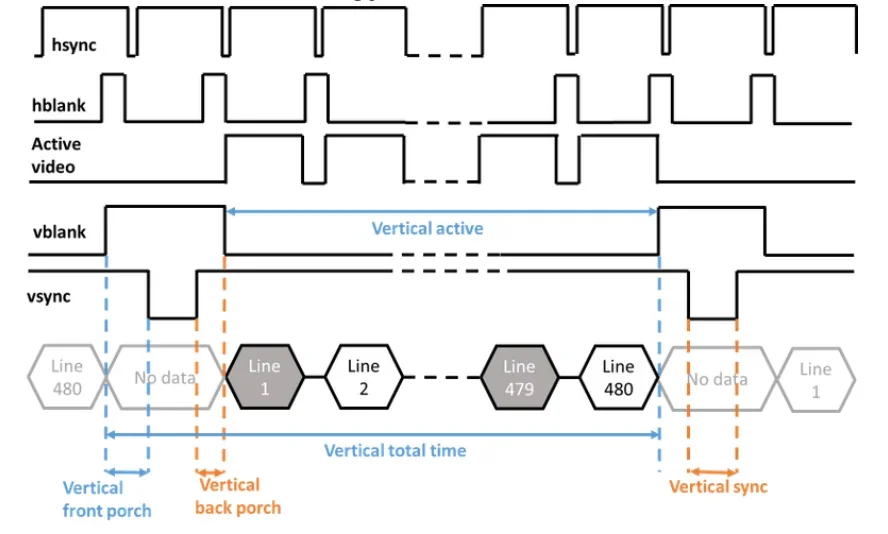 hsync
hblank
Active
video
Vertical active
vblank
vsync
Line
480
No data
Line
1
Line
2
Line
479
Line
480
No data
Line
1
Vertical total time
Vertical
front porch
Vertical
back porch
Vertical sync